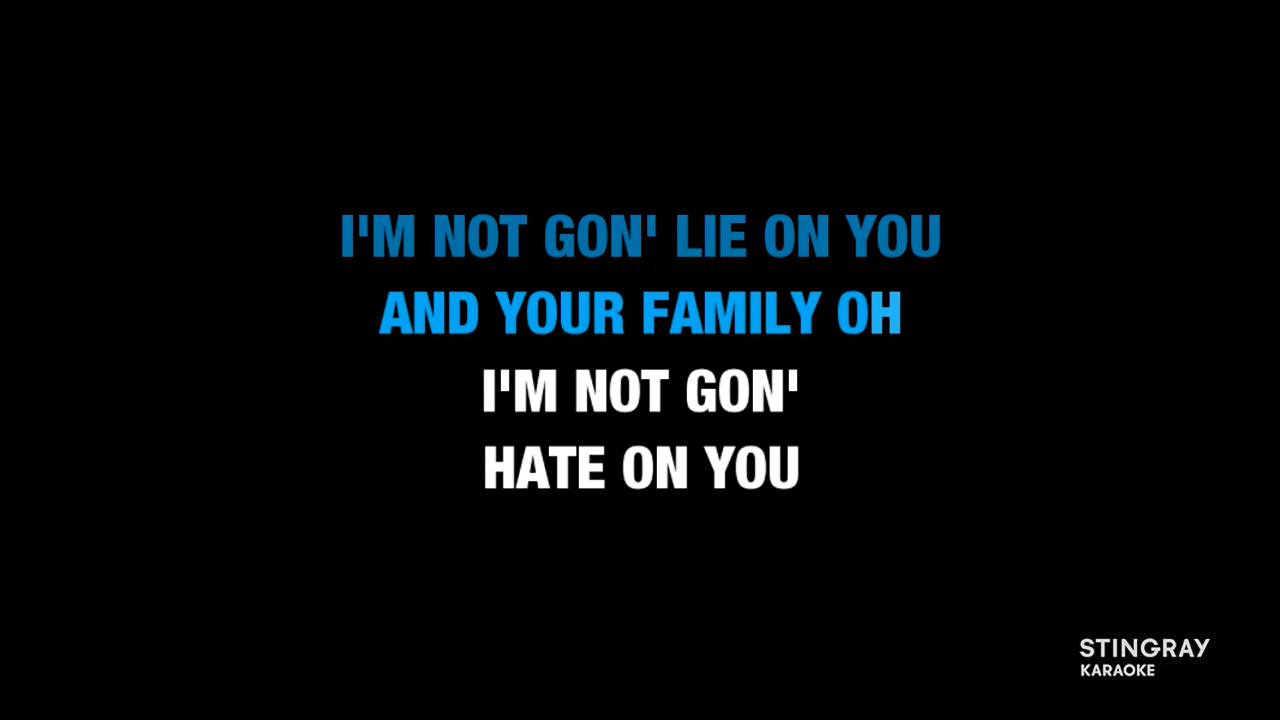 I'M NOT GON' LIE ON YOU
AND YOUR FAMILY OH
I'M NOT GON'
HATE ON YOU
STINGRAY
KARAOKE